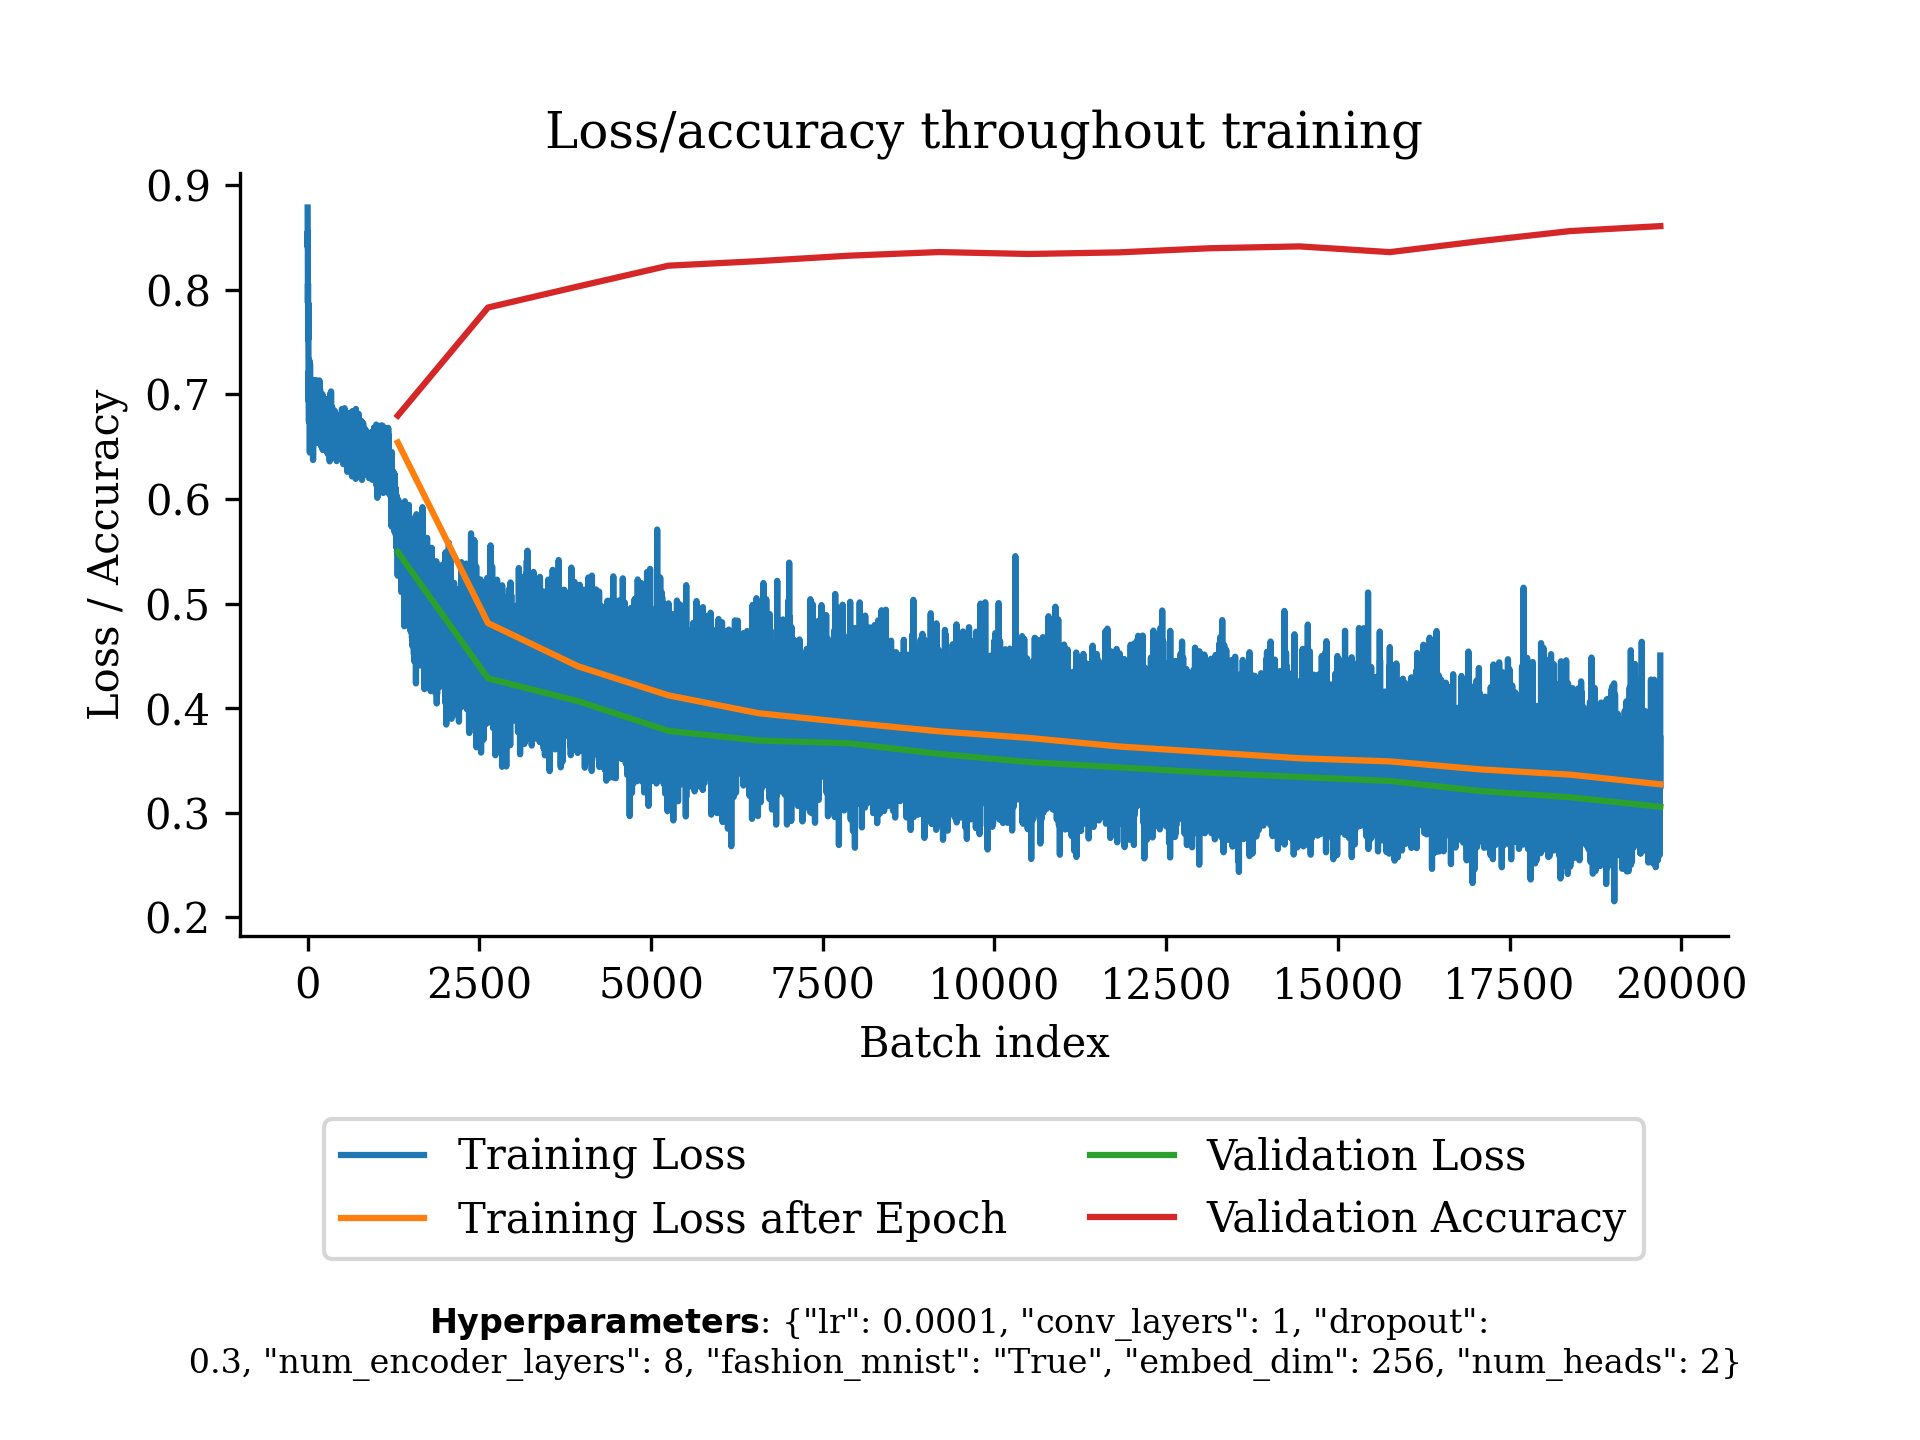 Loss/accuracy throughout training
0.9
0.8
0.7
0.6
0.5
0.4
0.3
0.2
Loss / Accuracy
0 2500 5000 7500 10000 12500 15000 17500 20000
Batch index
Training Loss
Training Loss after Epoch
Validation Loss
Validation Accuracy
Hyperparameters: {"lr": 0.0001, "conv_layers": 1, "dropout":
0.3, "num_encoder_layers": 8, "fashion_mnist": "True", "embed_dim": 256, "num_heads": 2}